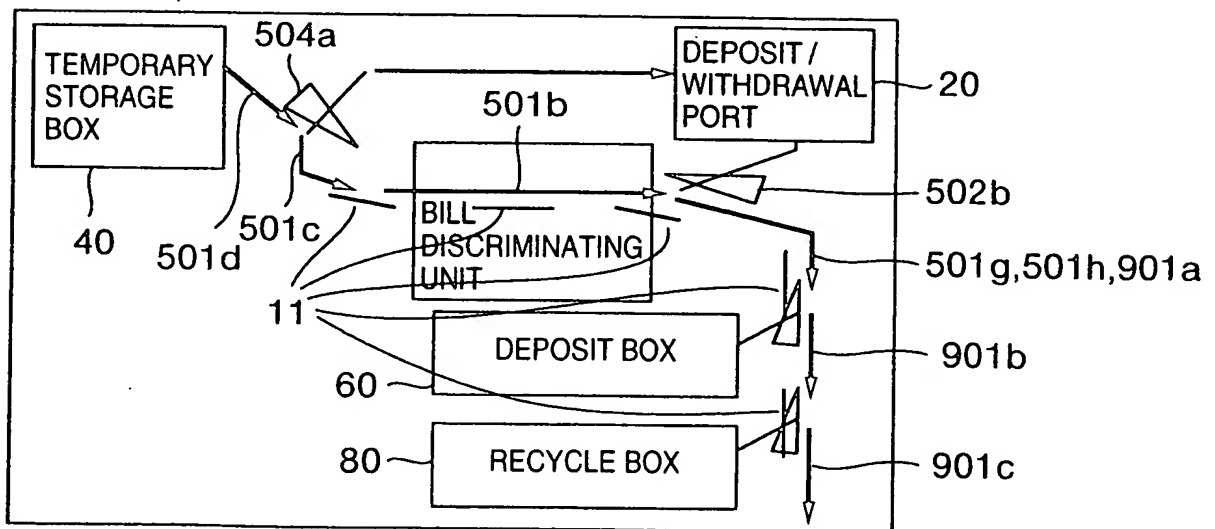 504a
TEMPORARY
STORAGE
BOX
DEPOSIT /
WITHDRAWAL
PORT
20
501b
502b
40
501d
501c
BILL
DISCRIMINATING
UNIT
501g,501h,901a
11
DEPOSIT BOX
60
901b
RECYCLE BOX
80
901c